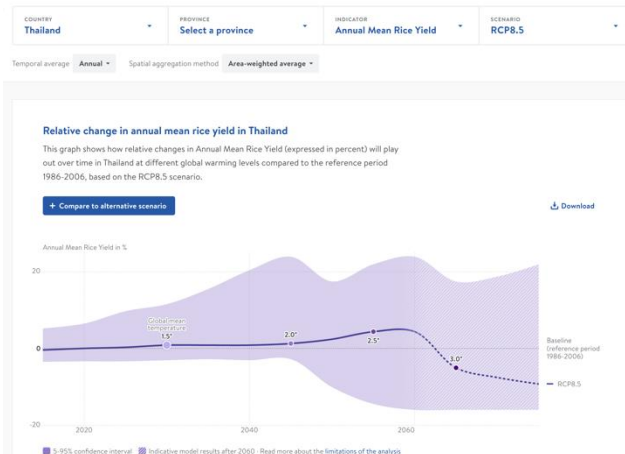 COUNTRY
Thailand
PROVINCE
Select a province
INDICATOR
Annual Mean Rice Yield
SCENARIO
RCP8.5
Temporal average Annual Spatial aggregation method Area-weighted average
Relative change in annual mean rice yield in Thailand
This graph shows how relative changes in Annual Mean Rice Yield (expressed in percent) will play
out over time in Thailand at different global warming levels compared to the reference period
1986-2006, based on the RCP8.5 scenario.
+ Compare to alternative scenario
Download
Annual Mean Rice Yield in %
20
0
-20
Global mean
temperature
1.5°
2.0°
2.5°
3.0°
Baseline
(reference period
1986-2006)
RCP8.5
2020
2040
2060
5-95% confidence interval Indicative model results after 2060 · Read more about the limitations of the analysis